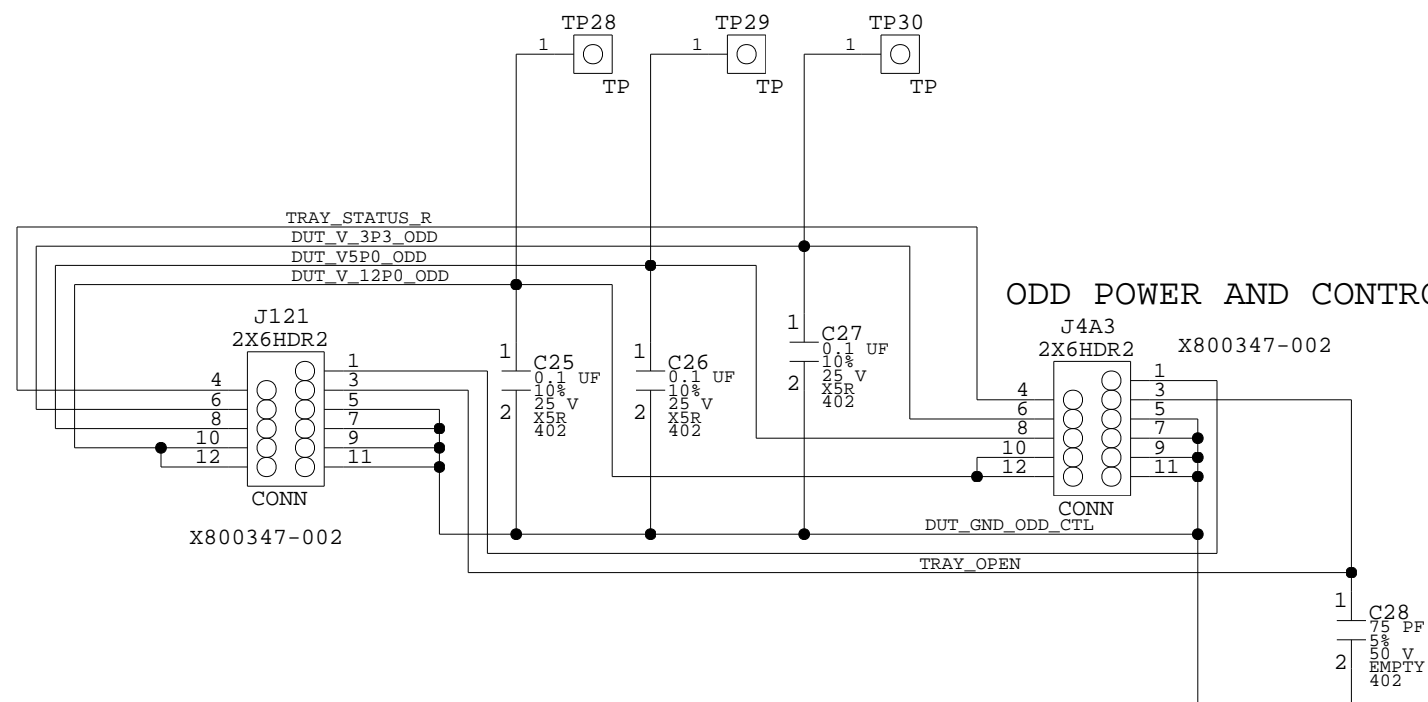 TP28 TP29 TP30
1 1 1
TP TP TP
TRAY_STATUS_R
DUT_V_3P3_ODD
DUT_V5P0_ODD
DUT_V_12P0_ODD
ODD POWER AND CONTRO
J121
2X6HDR2
1
3
5
7
9
11
4
6
8
10
12
CONN
X800347-002
1
C25
0.1 UF
10%
25 V
X5R
402
2
1
C26
0.1 UF
10%
25 V
X5R
402
2
1
C27
0.1 UF
10%
25 V
X5R
402
2
J4A3
2X6HDR2
X800347-002
1
3
5
7
9
11
4
6
8
10
12
CONN
DUT_GND_ODD_CTL
TRAY_OPEN
1
C28
75 PF
5%
50 V
EMPTY
402
2